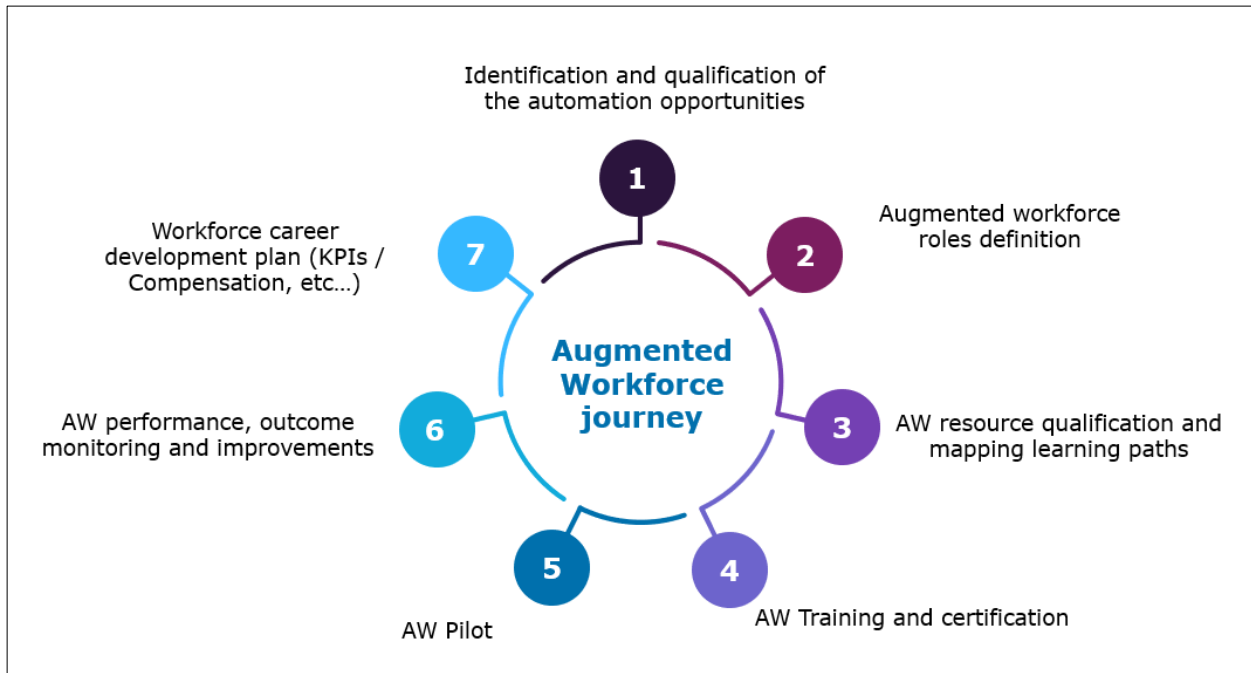 Identification and qualification of
the automation opportunities
1
Augmented workforce
roles definition
2
Workforce career
development plan (KPIs /
Compensation, etc...)
7
Augmented
Workforce
journey
AW resource qualification and
mapping learning paths
3
AW performance, outcome
monitoring and improvements
6
AW Training and certification
4
AW Pilot
5